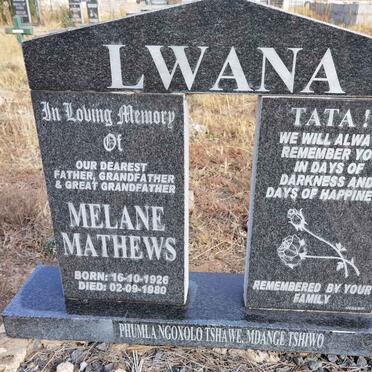 LWANA
In Loving Memory
Of
OUR DEAREST
FATHER, GRANDFATHER
& GREAT GRANDFATHER
MELANE
MATHEWS
BORN: 16-10-1926
DIED: 02-09-1980
TATA!
WE WILL ALWA
REMEMBER YO
IN DAYS OF
DARKNESS AND
DAYS OF HAPPINE
REMEMBERED BY YOUR
FAMILY
PHUMLA NGOXOLO TSHAWE, MDANGE TSHIWO